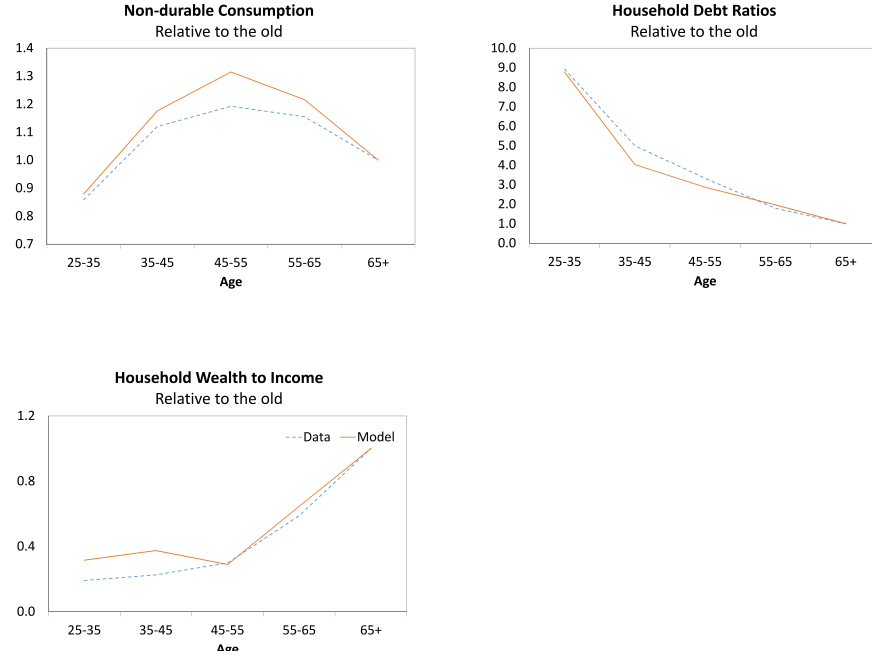 Non-durable Consumption
Relative to the old
1.4
1.3
1.2
1.1
1.0
0.9
0.8
0.7
25-35 35-45 45-55 55-65 65+
Age
Household Debt Ratios
Relative to the old
10.0
9.0
8.0
7.0
6.0
5.0
4.0
3.0
2.0
1.0
0.0
25-35 35-45 45-55 55-65 65+
Age
Household Wealth to Income
Relative to the old
1.2
Data Model
0.8
0.4
0.0
25-35 35-45 45-55 55-65 65+
Age